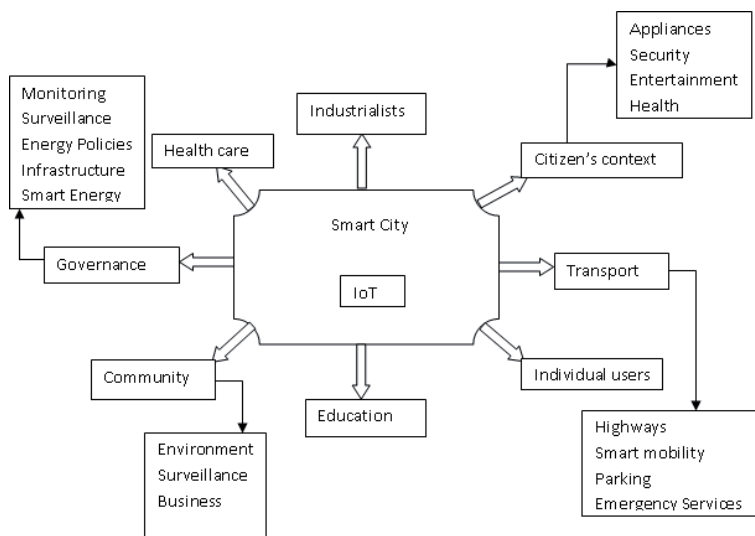 Appliances
Security
Entertainment
Health
Monitoring
Surveillance
Energy Policies
Infrastructure
Smart Energy
Industrialists
Health care
Citizen's context
Smart City
Governance
Transport
IoT
Community
Individual users
Education
Highways
Smart mobility
Parking
Emergency Services
Environment
Surveillance
Business